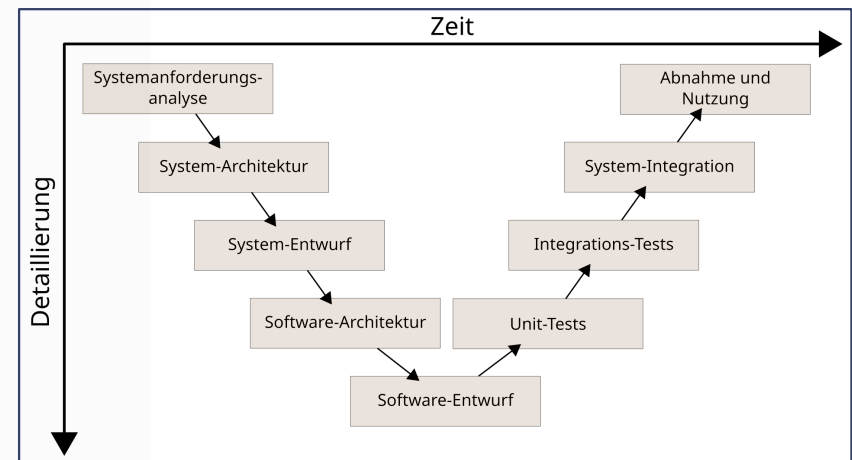 Zeit
Detaillierung
Systemanforderungs-
analyse
System-Architektur
System-Entwurf
Software-Architektur
Software-Entwurf
Unit-Tests
Integrations-Tests
System-Integration
Abnahme und
Nutzung